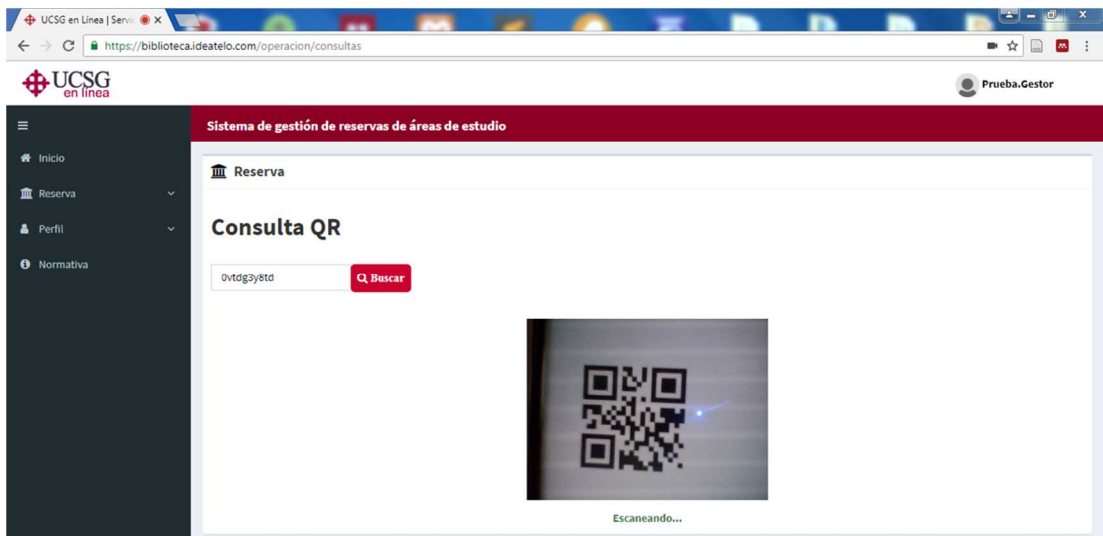 UCSG en Línea | Servic
https://biblioteca.ideatelo.com/operacion/consultas
UCSG
en línea
Prueba.Gestor
Sistema de gestión de reservas de áreas de estudio
Inicio
Reserva
Perfil
Normativa
Reserva
Consulta QR
0vtdg3y8td
Buscar
Escaneando...